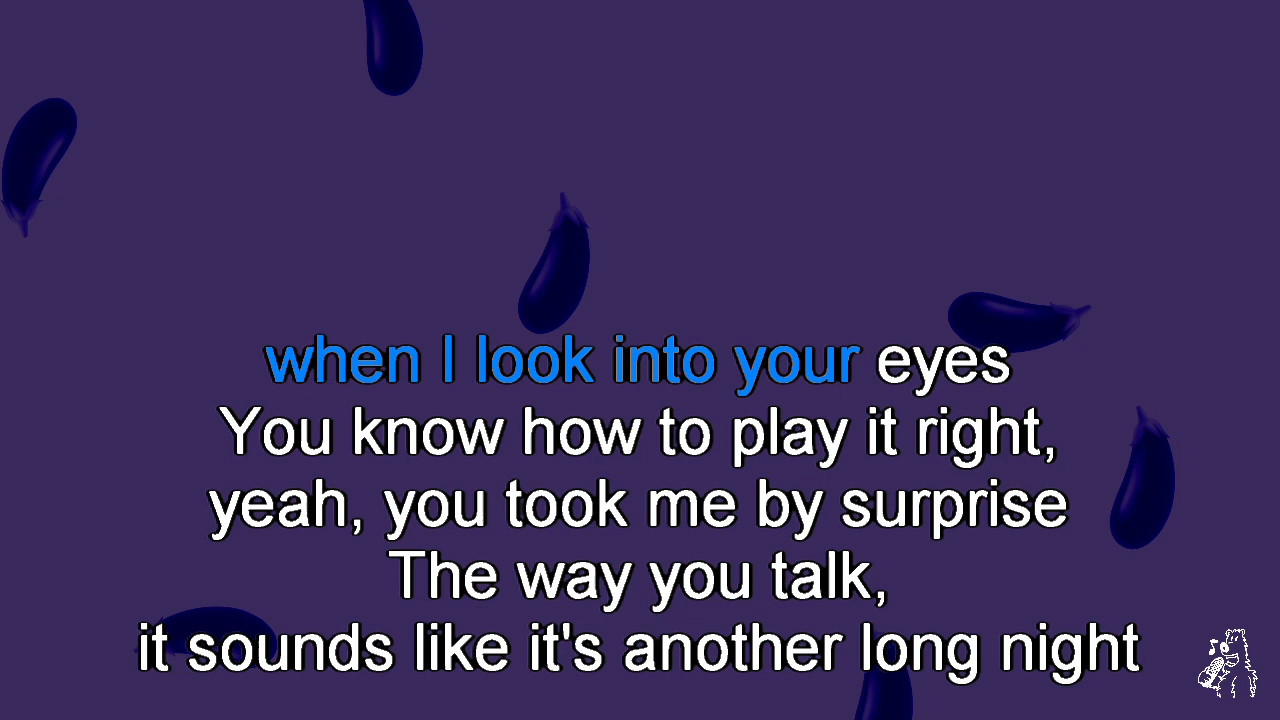 when I look into your eyes
You know how to play it right,
yeah, you took me by surprise
The way you talk,
it sounds like it's another long night